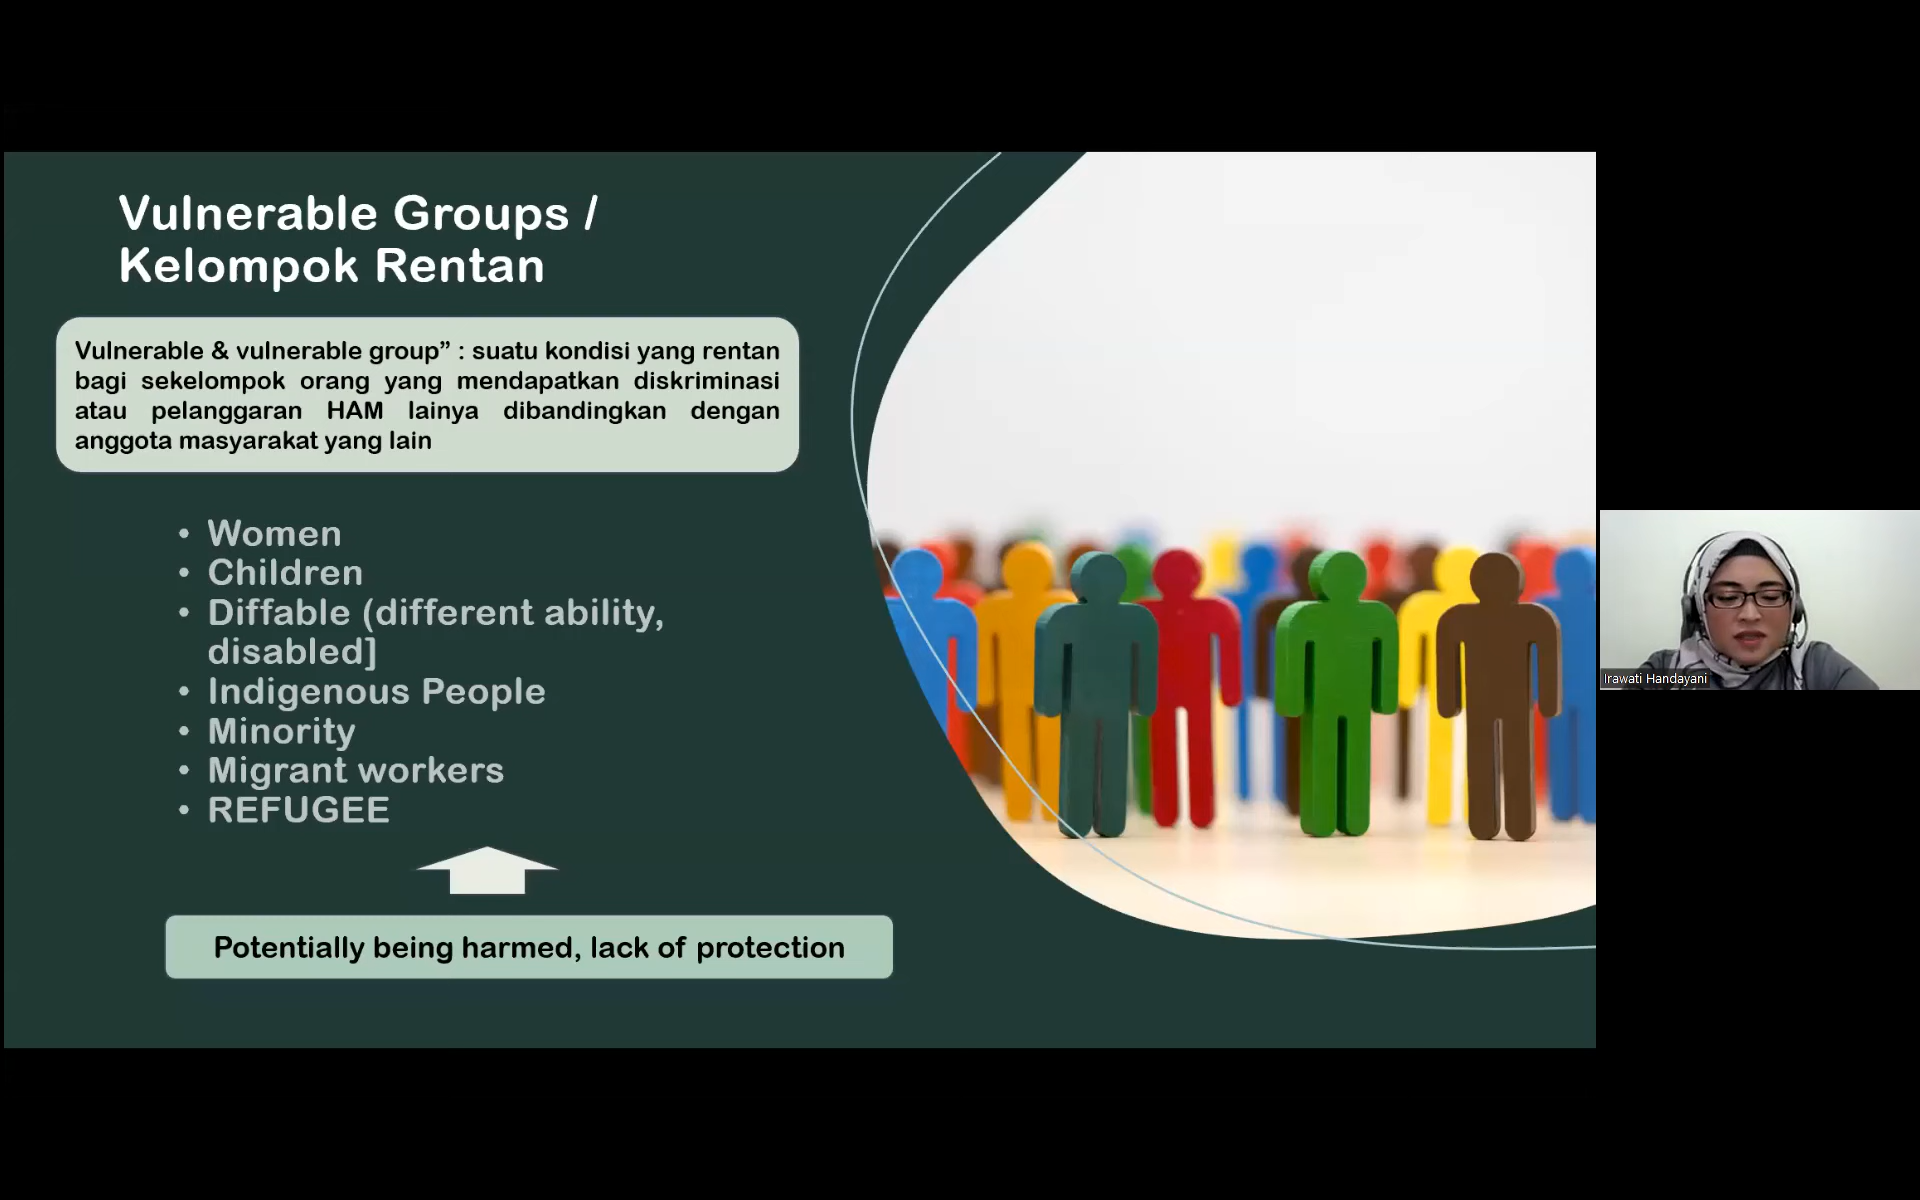 Vulnerable Groups /
Kelompok Rentan
Vulnerable & vulnerable group” : suatu kondisi yang rentan
bagi sekelompok orang yang mendapatkan diskriminasi
atau pelanggaran HAM lainya dibandingkan dengan
anggota masyarakat yang lain
• Women
• Children
• Diffable (different ability,
disabled]
• Indigenous People
• Minority
• Migrant workers
• REFUGEE
Potentially being harmed, lack of protection
Irawati Handayani